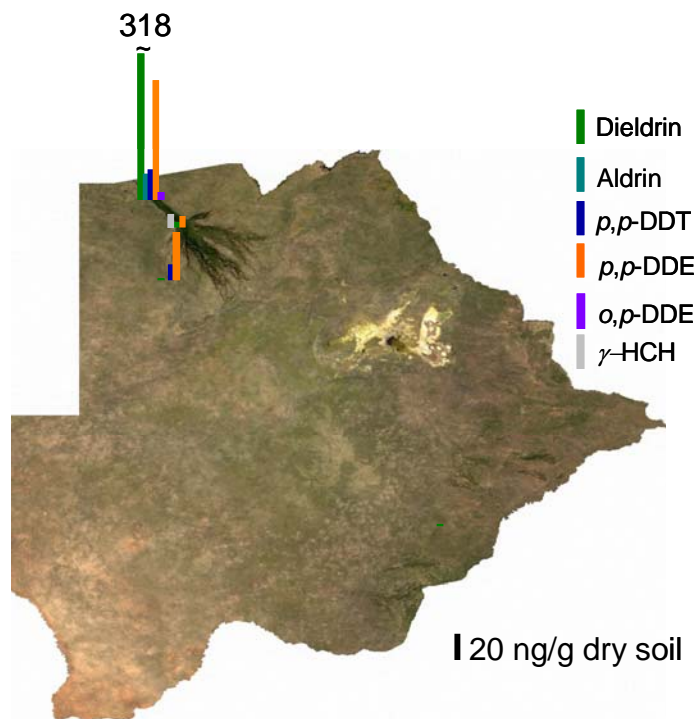 318
~
Dieldrin
Aldrin
p,p-DDT
p,p-DDE
o,p-DDE
γ–HCH
20 ng/g dry soil